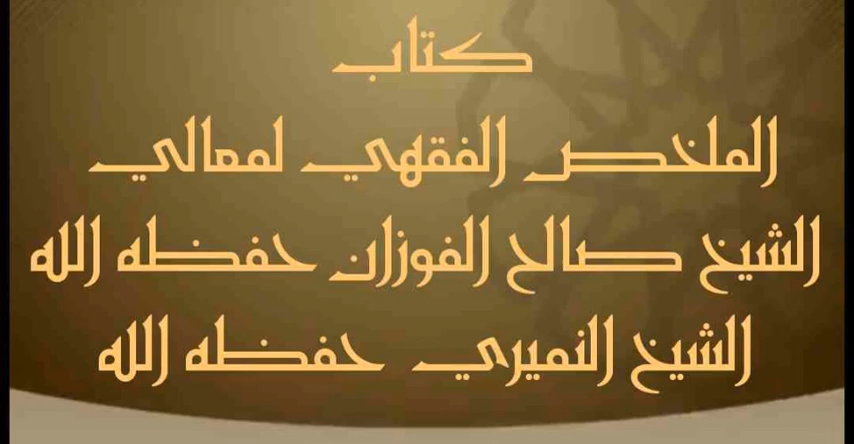 كتاب
الملخص الفقهي لمعالي
الشيخ صالح الفوزان حفظه الله
الشيخ النميري حفظه الله